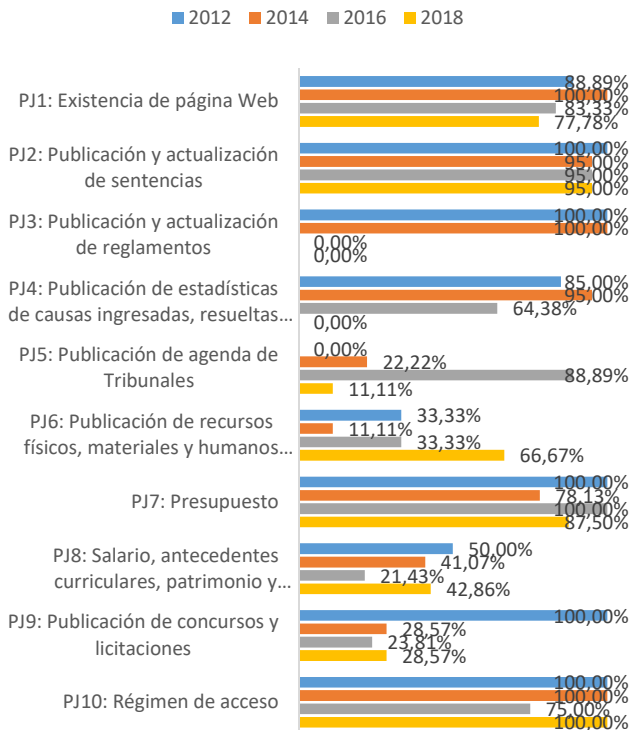 2012 2014 2016 2018
PJ1: Existencia de página Web
88,89%
100,00%
83,33%
77,78%
PJ2: Publicación y actualización
de sentencias
100,00%
95,00%
95,00%
95,00%
PJ3: Publicación y actualización
de reglamentos
100,00%
100,00%
0,00%
0,00%
PJ4: Publicación de estadísticas
de causas ingresadas, resueltas...
85,00%
95,00%
64,38%
0,00%
PJ5: Publicación de agenda de
Tribunales
0,00%
22,22%
88,89%
11,11%
PJ6: Publicación de recursos
físicos, materiales y humanos...
33,33%
11,11%
33,33%
66,67%
PJ7: Presupuesto
100,00%
78,13%
100,00%
87,50%
PJ8: Salario, antecedentes
curriculares, patrimonio y...
50,00%
41,07%
21,43%
42,86%
PJ9: Publicación de concursos y
licitaciones
100,00%
28,57%
23,81%
28,57%
PJ10: Régimen de acceso
100,00%
100,00%
75,00%
100,00%